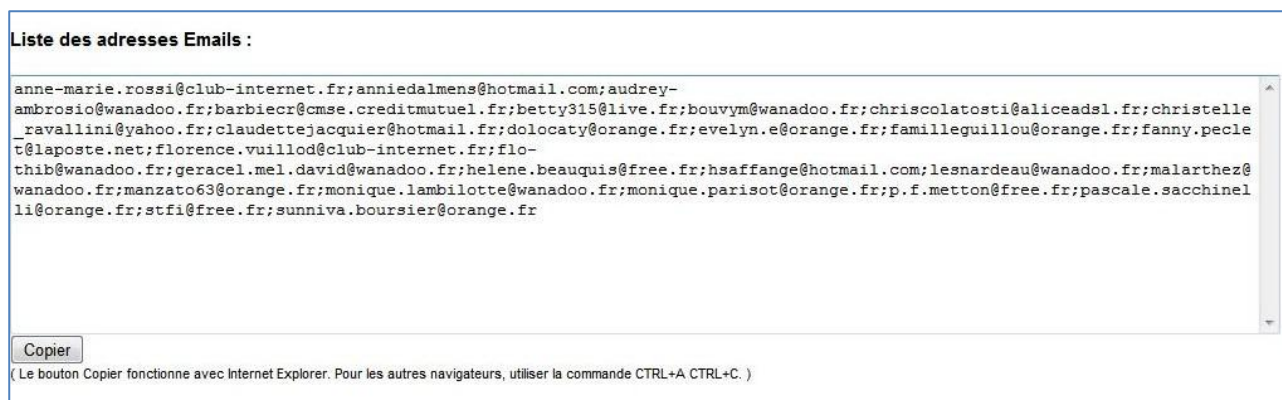 Liste des adresses Emails :
anne-marie.rossi@club-internet.fr;anniedalmens@hotmail.com;audrey-
ambrosio@wanadoo.fr;barbiecr@cmse.creditmutuel.fr;betty315@live.fr;bouvym@wanadoo.fr;chriscolatosti@aliceadsl.fr;christelle
_ravallini@yahoo.fr;claudettejacquier@hotmail.com;dolocaty@orange.fr;evelyn.e@orange.fr;familleguillou@orange.fr;fanny.pecle
t@laposte.net;florence.vuillod@club-internet.fr;flo-
thib@wanadoo.fr;geracel.mel.david@wanadoo.fr;helene.beauquis@free.fr;hsaffange@hotmail.com;lesnardeau@wanadoo.fr;malarthez@
wanadoo.fr;manzato63@orange.fr;monique.lambilotte@wanadoo.fr;monique.parisot@orange.fr;p.f.metton@free.fr;pascale.sacchinel
li@orange.fr;stfi@free.fr;sunniva.boursier@orange.fr
Copier
( Le bouton Copier fonctionne avec Internet Explorer. Pour les autres navigateurs, utiliser la commande CTRL+A CTRL+C. )